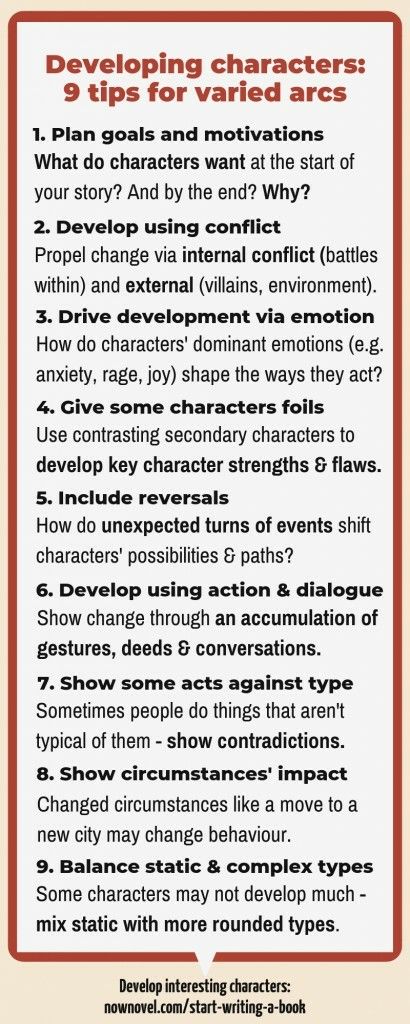 Developing characters:
9 tips for varied arcs
1. Plan goals and motivations
What do characters want at the start of
your story? And by the end? Why?
2. Develop using conflict
Propel change via internal conflict (battles
within) and external (villains, environment).
3. Drive development via emotion
How do characters' dominant emotions (e.g.
anxiety, rage, joy) shape the ways they act?
4. Give some characters foils
Use contrasting secondary characters to
develop key character strengths & flaws.
5. Include reversals
How do unexpected turns of events shift
characters' possibilities & paths?
6. Develop using action & dialogue
Show change through an accumulation of
gestures, deeds & conversations.
7. Show some acts against type
Sometimes people do things that aren't
typical of them - show contradictions.
8. Show circumstances' impact
Changed circumstances like a move to a
new city may change behaviour.
9. Balance static & complex types
Some characters may not develop much -
mix static with more rounded types.
Develop interesting characters:
nownovel.com/start-writing-a-book